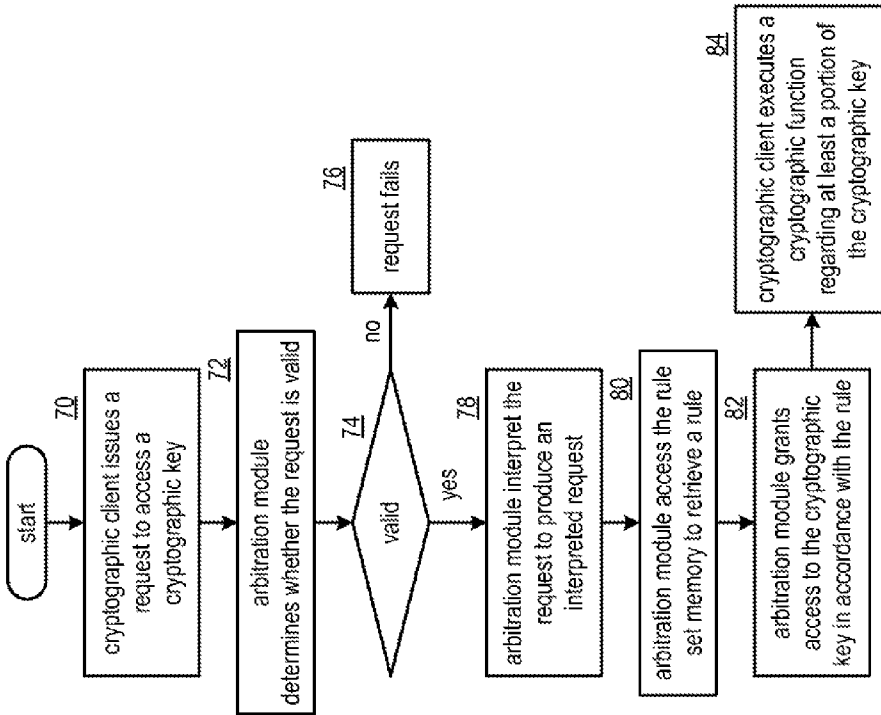 start
70
cryptographic client issues a
request to access a
cryptographic key
72
arbitration module
determines whether the request is valid
74
valid
no
76
request fails
yes
78
arbitration module interpret the
request to produce an
interpreted request
80
arbitration module access the rule
set memory to retrieve a rule
82
arbitration module grants
access to the cryptographic
key in accordance with the rule
84
cryptographic client executes a
cryptographic function
regarding at least a portion of
the cryptographic key